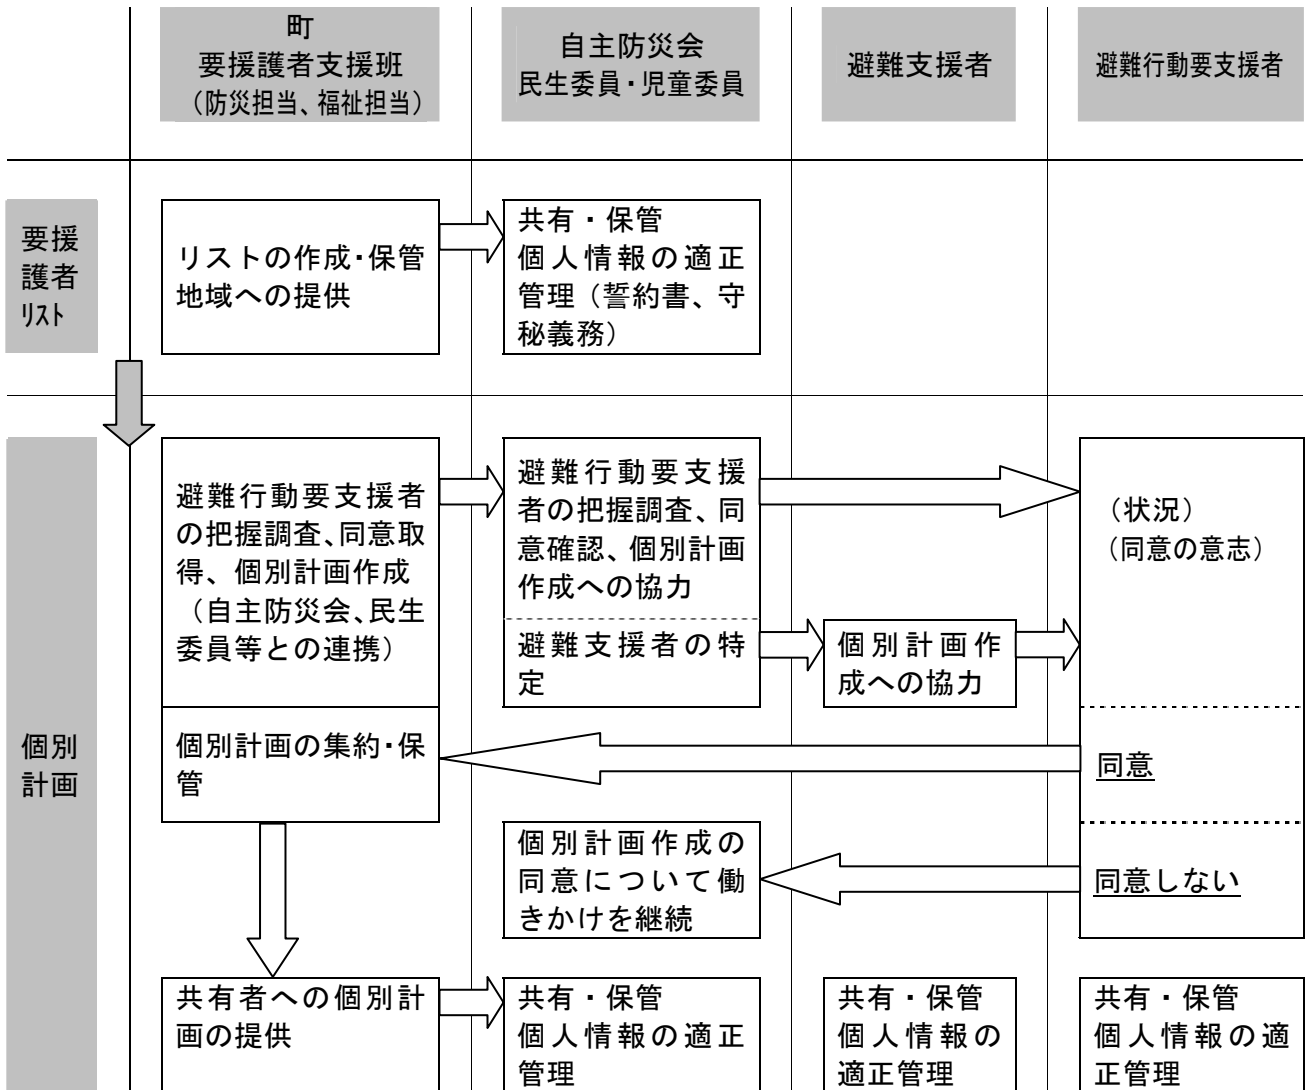 町
要援護者支援班
（防災担当、福祉担当）
自主防災会
民生委員・児童委員
避難支援者
避難行動要支援者
要援
護者
リスト
リストの作成・保管
地域への提供
共有・保管
個人情報の適正
管理（誓約書、守
秘義務）
個別
計画
避難行動要支援者
の把握調査、同意取
得、個別計画作成
（自主防災会、民生
委員等との連携）
避難行動要支援
者の把握調査、同
意確認、個別計画
作成への協力
避難支援者の特
定
個別計画作
成への協力
（状況）
（同意の意志）
個別計画の集約・保
管
同意
個別計画作成の
同意について働
きかけを継続
同意しない
共有者への個別計
画の提供
共有・保管
個人情報の適正
管理
共有・保管
個人情報の
適正管理
共有・保管
個人情報の適
正管理